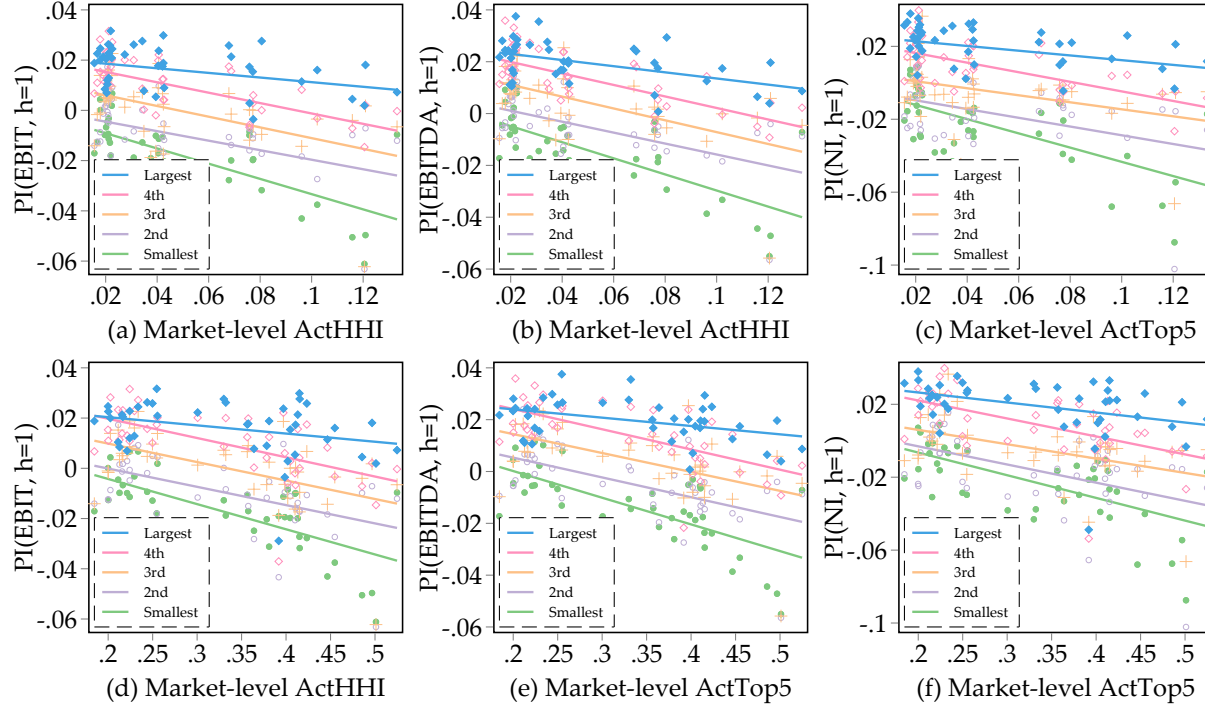 PI(EBIT, h=1)
.04
.02
0
-.02
-.04
-.06
Largest
4th
3rd
2nd
Smallest
.02 .04 .06 .08 .1 .12
(a) Market-level ActHHI
PI(EBITDA, h=1)
.04
.02
0
-.02
-.04
-.06
Largest
4th
3rd
2nd
Smallest
.02 .04 .06 .08 .1 .12
(b) Market-level ActHHI
PI(NI, h=1)
.02
-.02
-.06
-.1
Largest
4th
3rd
2nd
Smallest
.02 .04 .06 .08 .1 .12
(c) Market-level ActTop5
PI(EBIT, h=1)
.04
.02
0
-.02
-.04
-.06
Largest
4th
3rd
2nd
Smallest
.2 .25 .3 .35 .4 .45 .5
(d) Market-level ActHHI
PI(EBITDA, h=1)
.04
.02
0
-.02
-.04
-.06
Largest
4th
3rd
2nd
Smallest
.2 .25 .3 .35 .4 .45 .5
(e) Market-level ActTop5
PI(NI, h=1)
.02
-.02
-.06
-.1
Largest
4th
3rd
2nd
Smallest
.2 .25 .3 .35 .4 .45 .5
(f) Market-level ActTop5